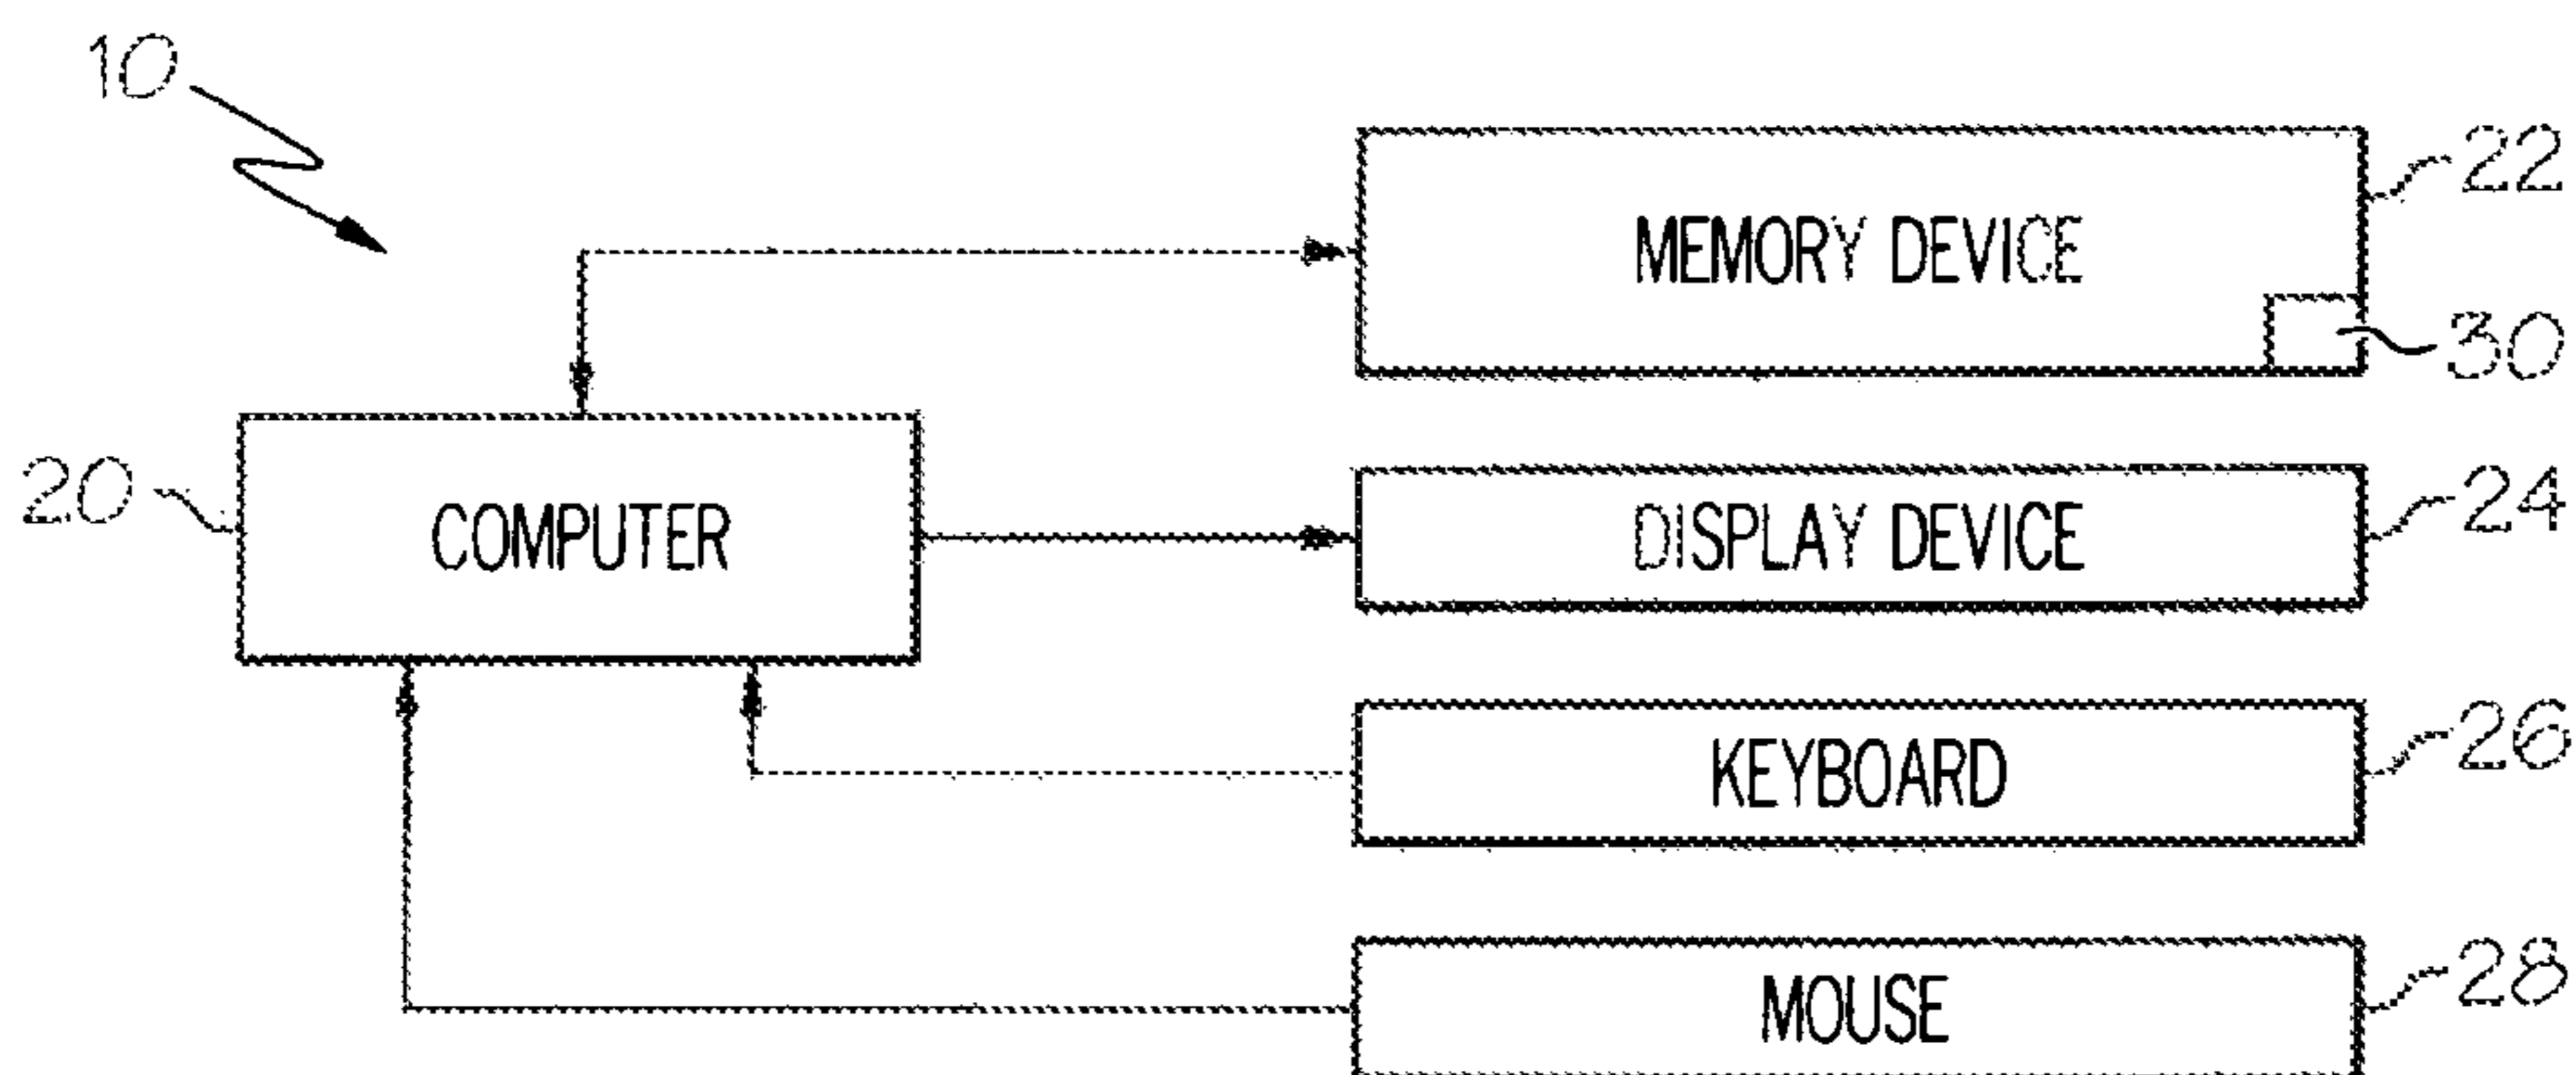 10
22
MEMORY DEVICE
30
20
COMPUTER
DISPLAY DEVICE
24
KEYBOARD
26
MOUSE
28